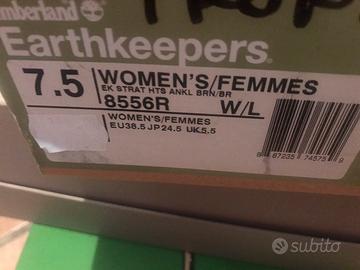 Timberland
Earthkeepers®
7.5
WOMEN'S/FEMMES
EK STRAT HTS ANKL BRN/BR
8556R W/L
WOMEN'S/FEMMES
EU38.5 JP24.5 UK5.5
subito